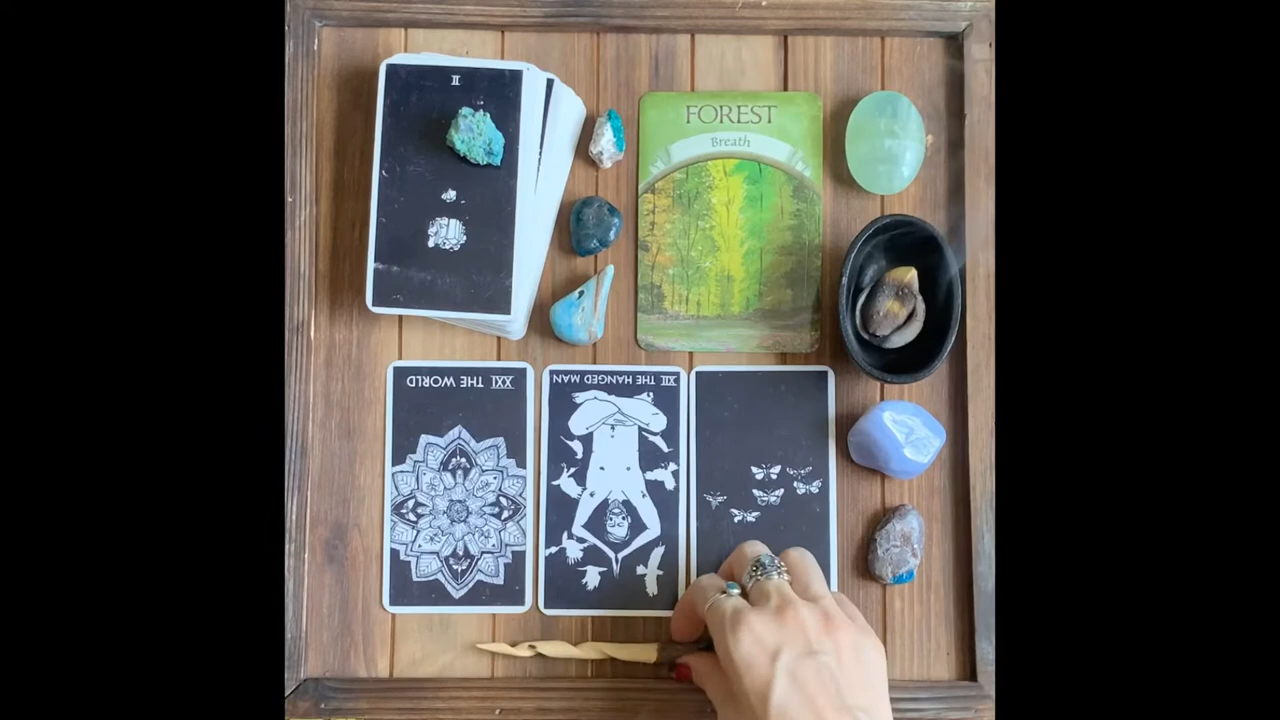 II
FOREST
Breath
XXI THE WORLD
XII THE HANGED MAN